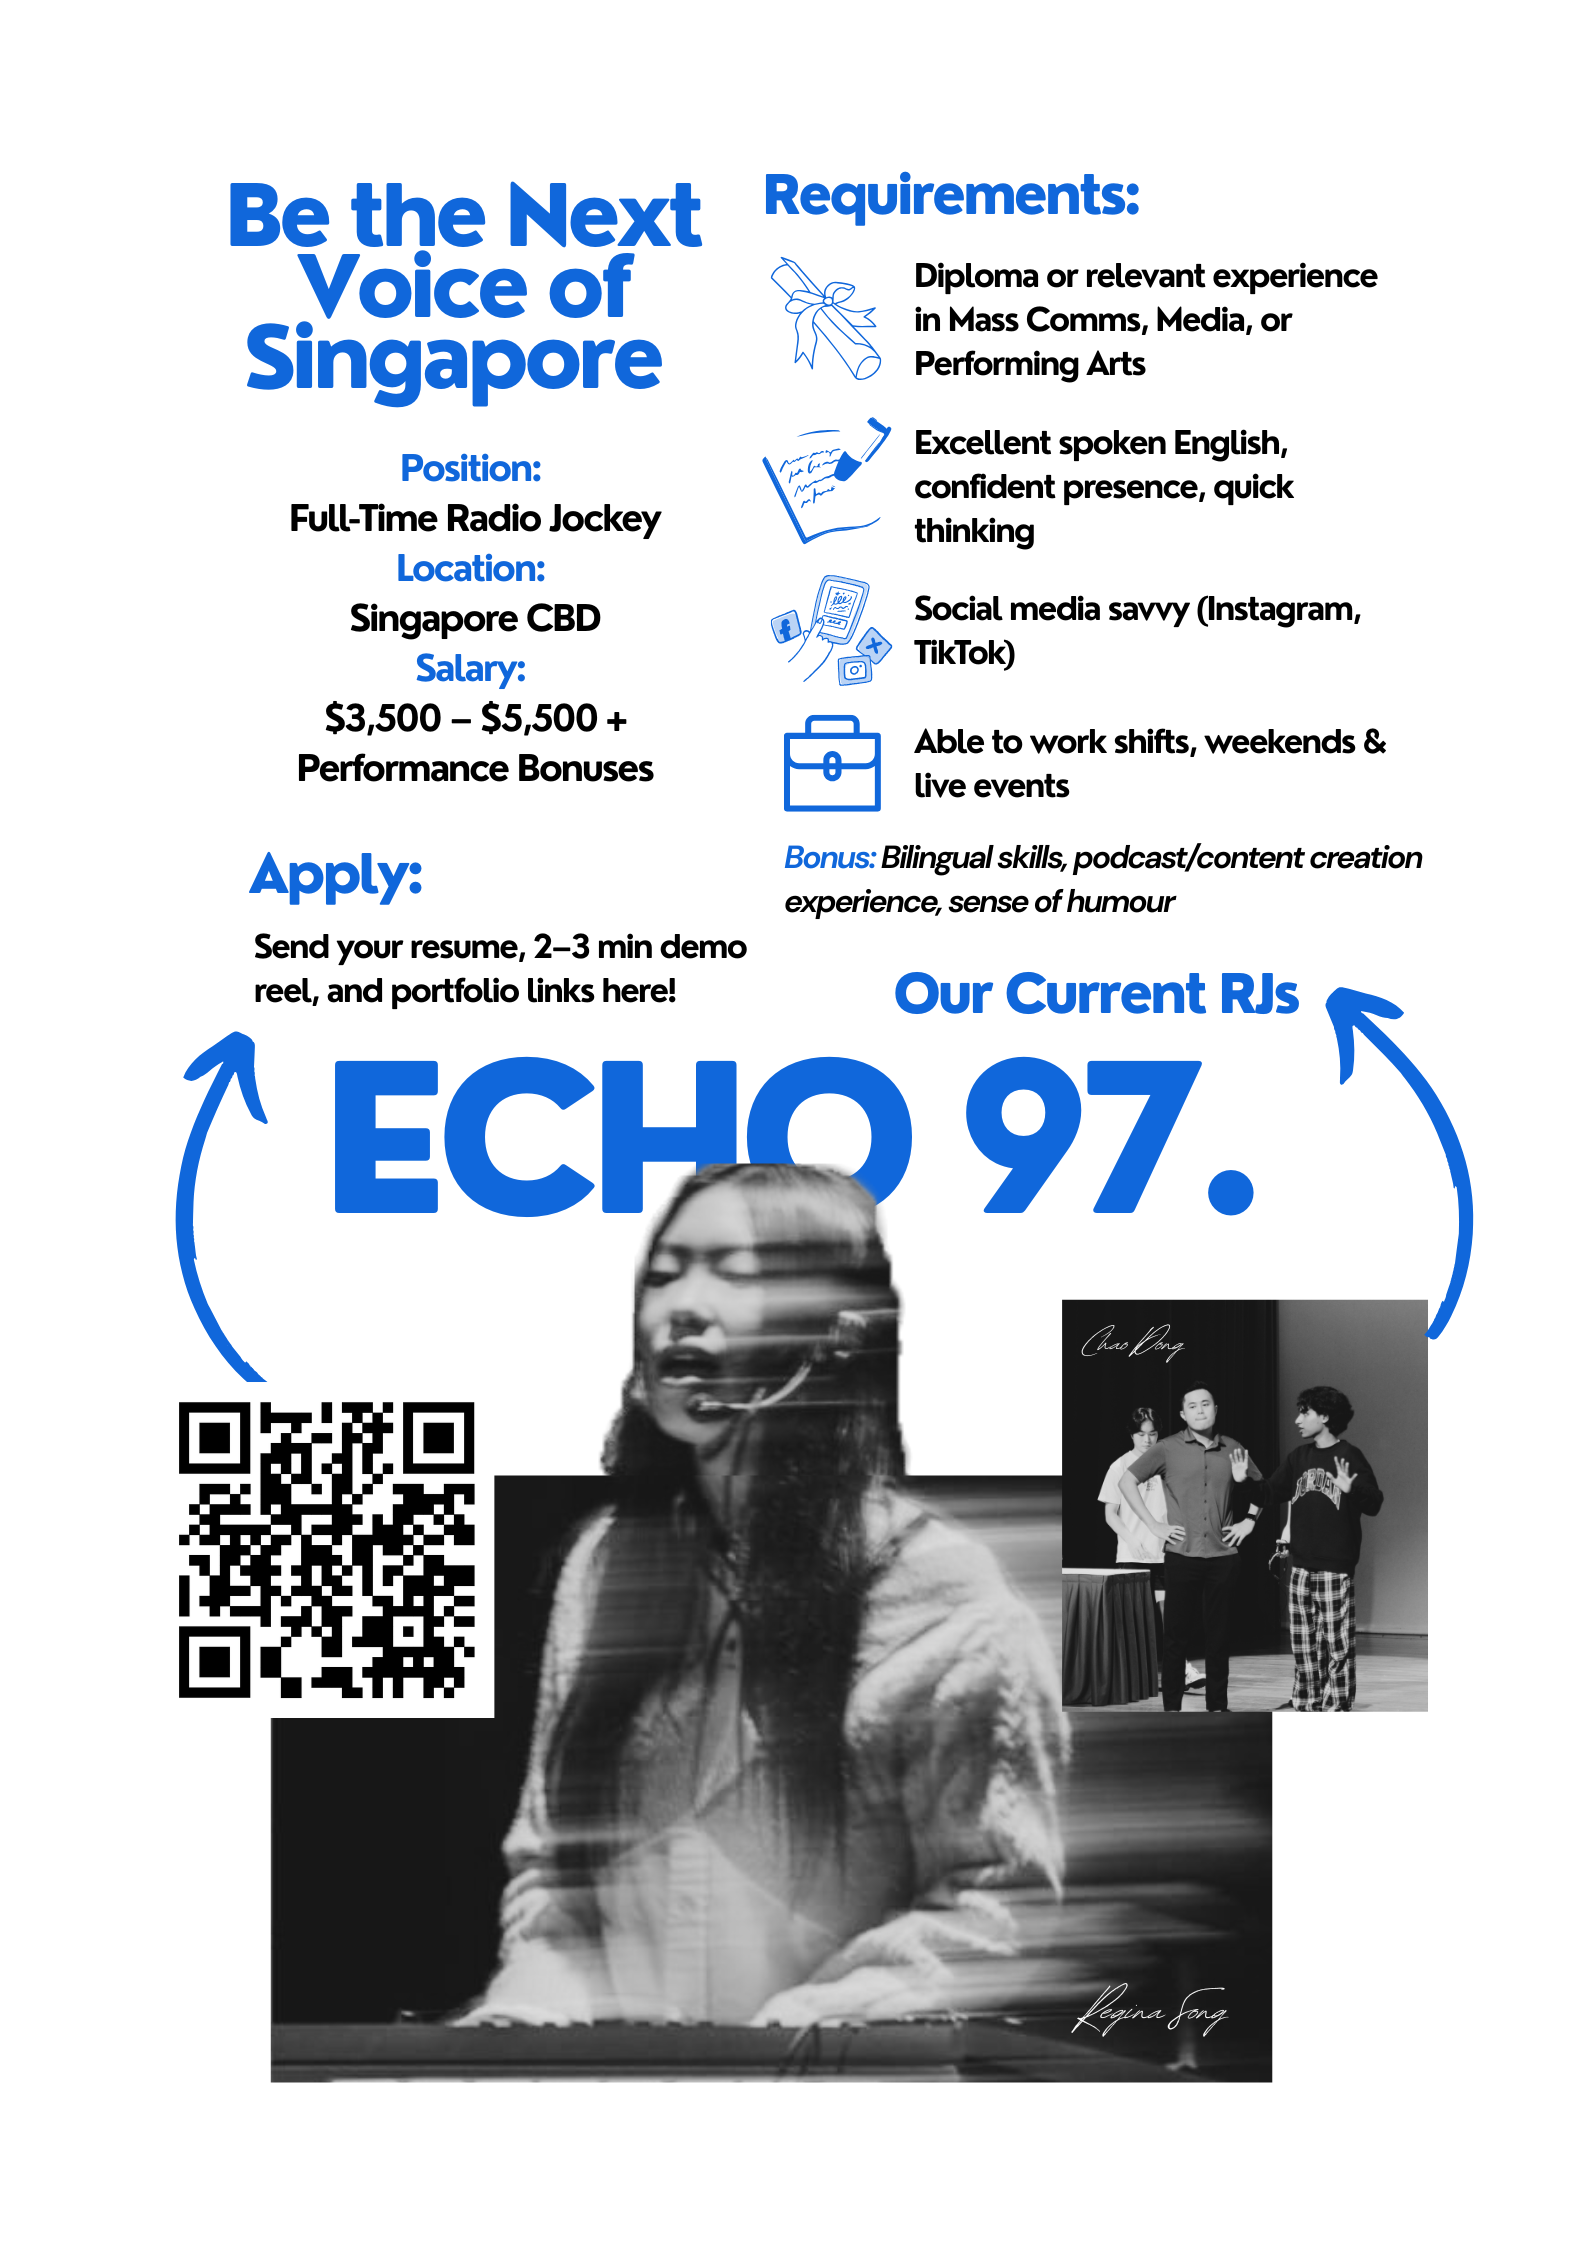 Be the Next
Voice of
Singapore
Position:
Full-Time Radio Jockey
Location:
Singapore CBD
Salary:
$3,500 – $5,500 +
Performance Bonuses
Apply:
Send your resume, 2–3 min demo
reel, and portfolio links here!
Requirements:
Diploma or relevant experience
in Mass Comms, Media, or
Performing Arts
Excellent spoken English,
confident presence, quick
thinking
Social media savvy (Instagram,
TikTok)
Able to work shifts, weekends &
live events
Bonus: Bilingual skills, podcast/content creation
experience, sense of humour
Our Current RJs
ECHO 97.
Chao Dong
JORDAN
Regina Song